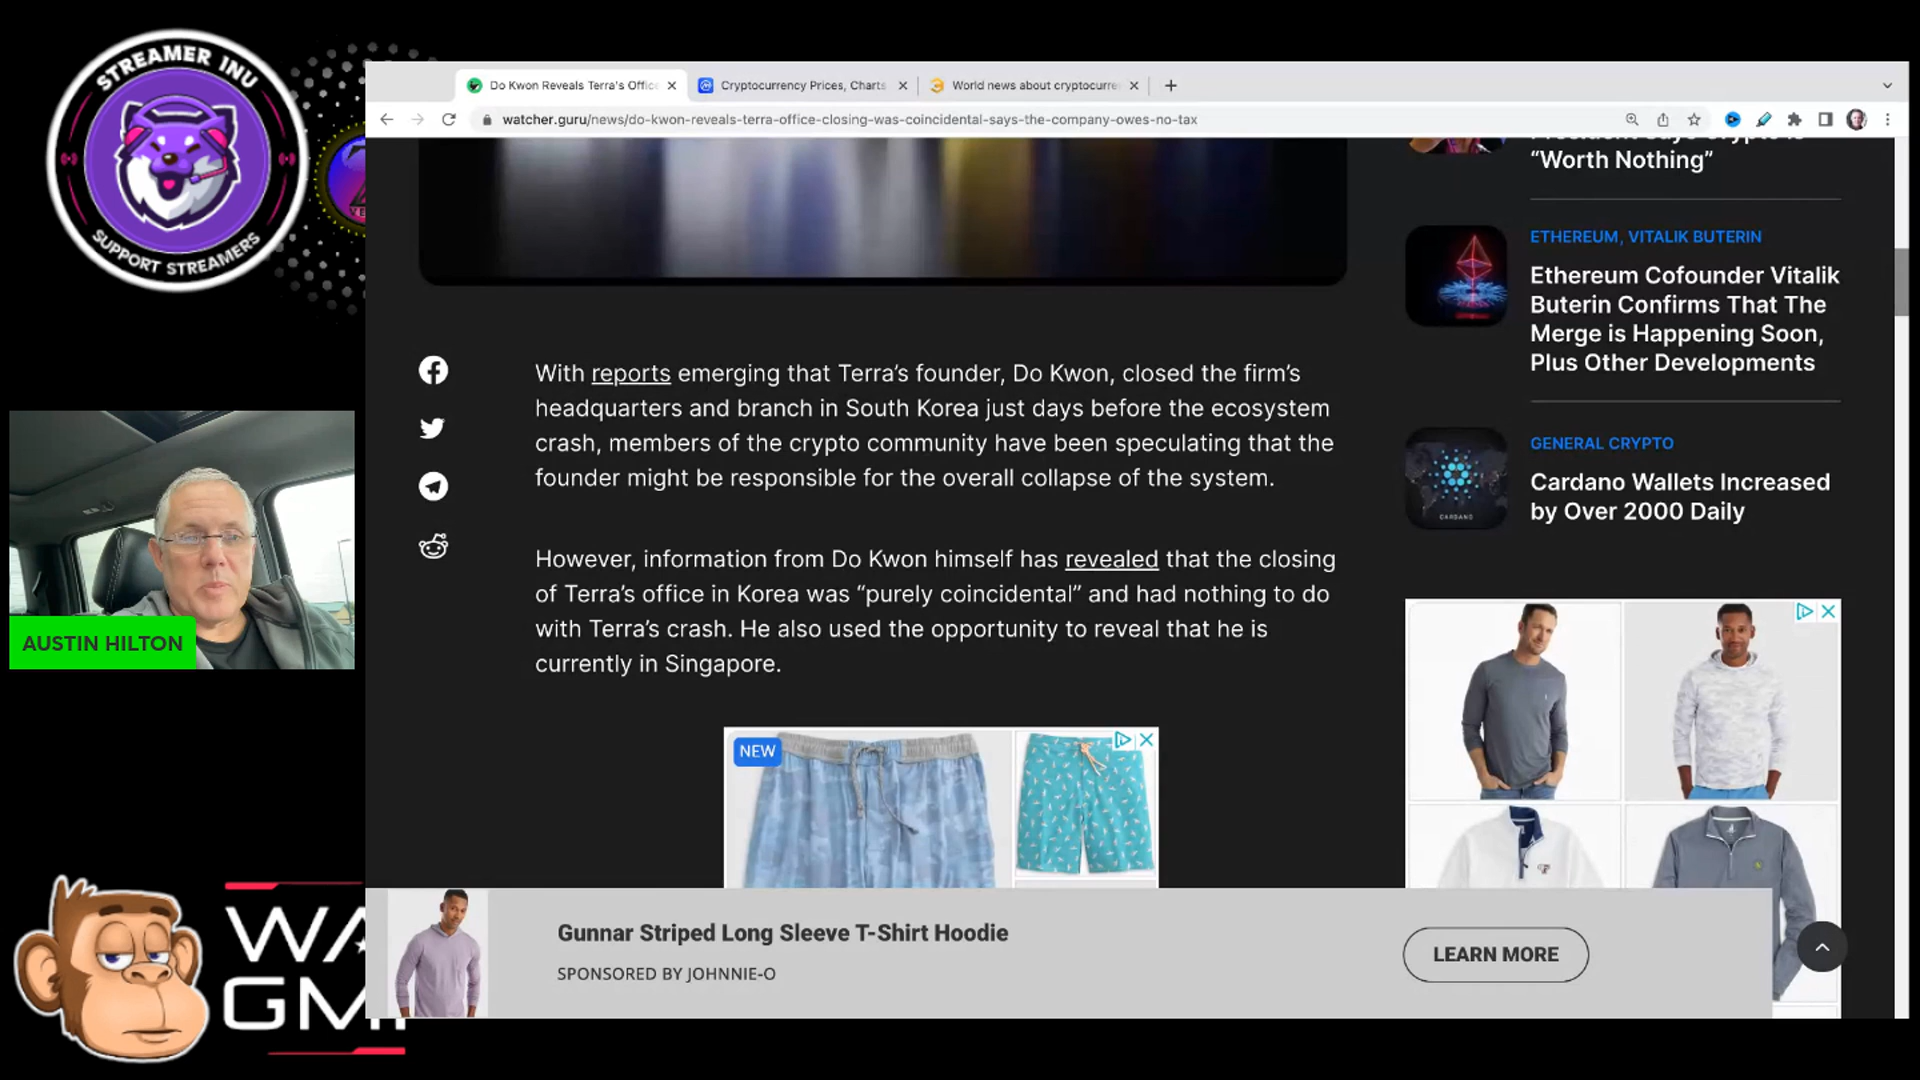 STREAMER INU
SUPPORT STREAMERS
Do Kwon Reveals Terra's Office
Cryptocurrency Prices, Charts
World news about cryptocurre
watcher.guru/news/do-kwon-reveals-terra-office-closing-was-coincidental-says-the-company-owes-no-tax
“Worth Nothing”
ETHEREUM, VITALIK BUTERIN
Ethereum Cofounder Vitalik
Buterin Confirms That The
Merge is Happening Soon,
Plus Other Developments
CARDANO
GENERAL CRYPTO
Cardano Wallets Increased
by Over 2000 Daily
With reports emerging that Terra’s founder, Do Kwon, closed the firm’s
headquarters and branch in South Korea just days before the ecosystem
crash, members of the crypto community have been speculating that the
founder might be responsible for the overall collapse of the system.
However, information from Do Kwon himself has revealed that the closing
of Terra’s office in Korea was “purely coincidental” and had nothing to do
with Terra’s crash. He also used the opportunity to reveal that he is
currently in Singapore.
AUSTIN HILTON
NEW
Gunnar Striped Long Sleeve T-Shirt Hoodie
SPONSORED BY JOHNNIE-O
LEARN MORE
WA
GMI